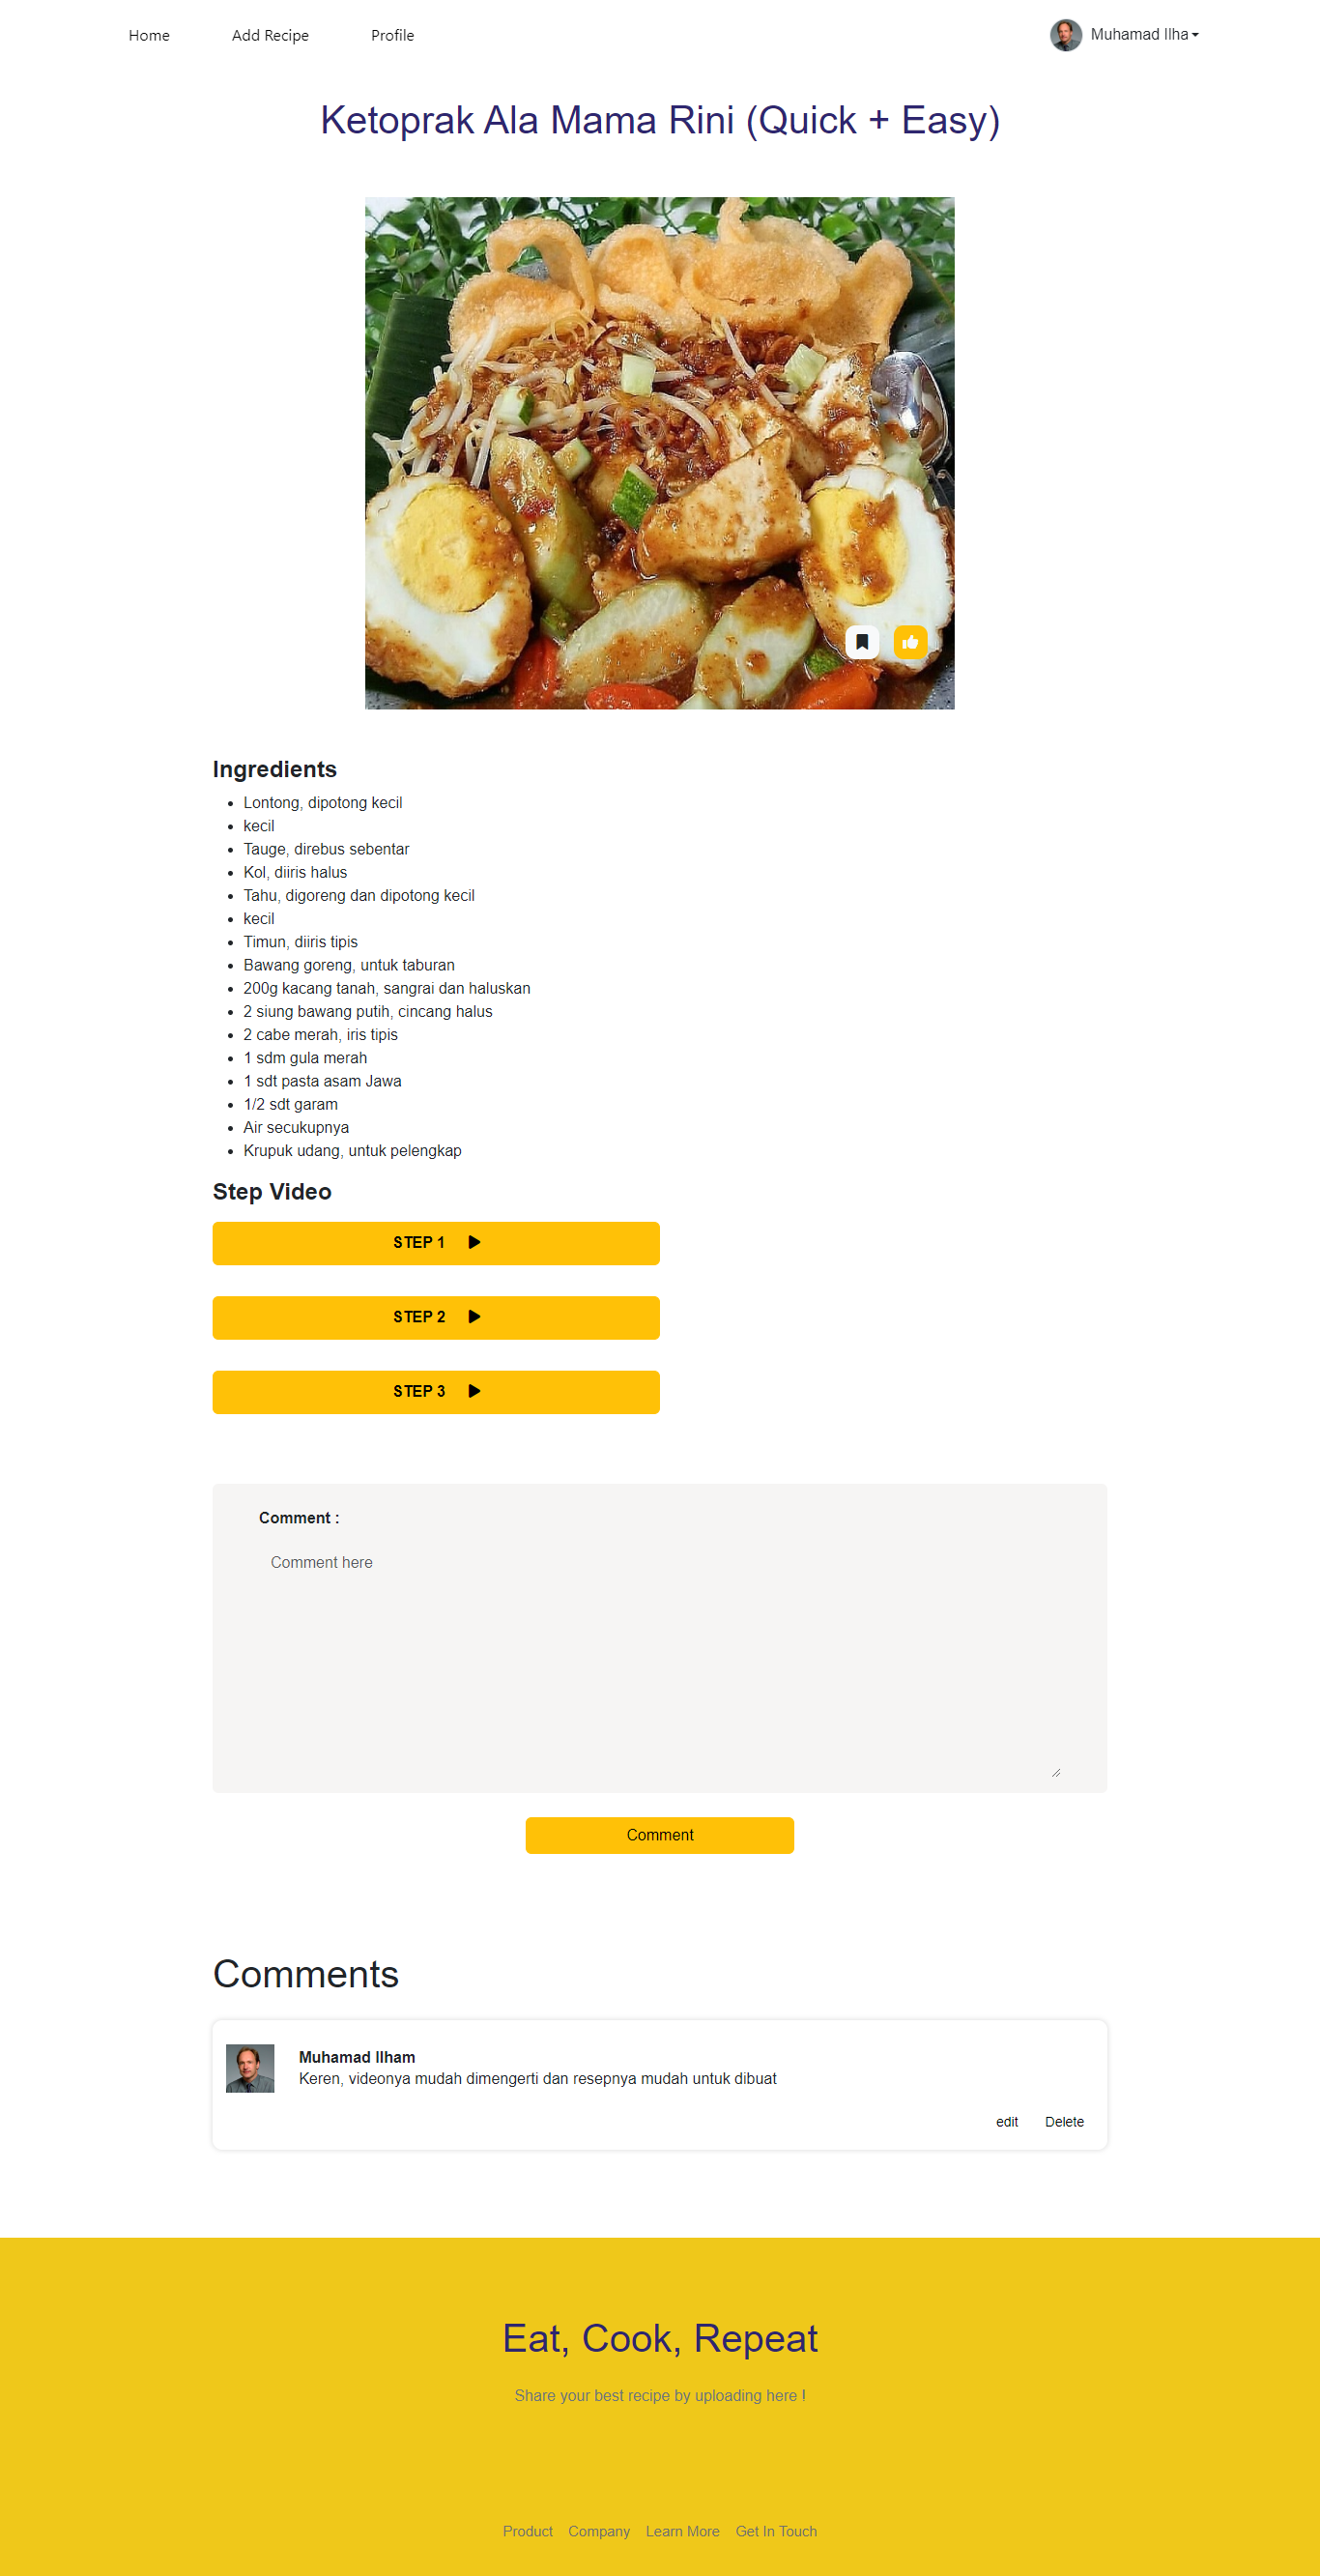 Home Add Recipe Profile Muhamad Ilha
Ketoprak Ala Mama Rini (Quick + Easy)
Ingredients
Lontong, dipotong kecil
kecil
Tauge, direbus sebentar
Kol, diiris halus
Tahu, digoreng dan dipotong kecil
kecil
Timun, diiris tipis
Bawang goreng, untuk taburan
200g kacang tanah, sangrai dan haluskan
2 siung bawang putih, cincang halus
2 cabe merah, iris tipis
1 sdm gula merah
1 sdt pasta asam Jawa
1/2 sdt garam
Air secukupnya
Krupuk udang, untuk pelengkap
Step Video
STEP 1
STEP 2
STEP 3
Comment :
Comment here
Comment
Comments
Muhamad Ilham
Keren, videonya mudah dimengerti dan resepnya mudah untuk dibuat
edit Delete
Eat, Cook, Repeat
Share your best recipe by uploading here !
Product Company Learn More Get In Touch